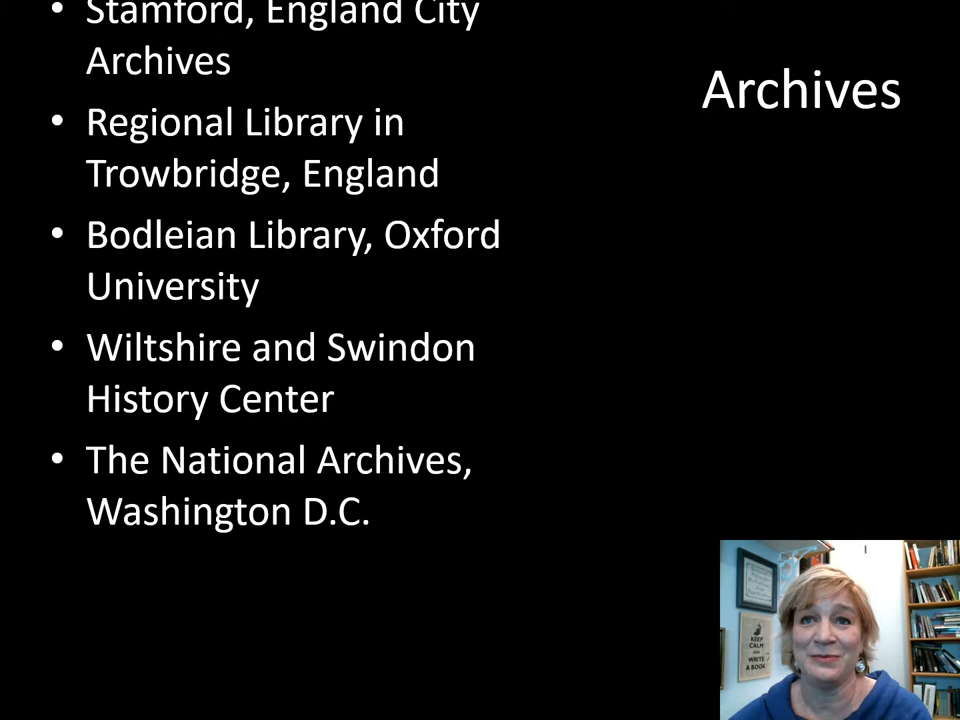 • Stamford, England City
Archives
• Regional Library in
Trowbridge, England
• Bodleian Library, Oxford
University
• Wiltshire and Swindon
History Center
• The National Archives,
Washington D.C.
Archives
KEEP
CALM
AND
WRITE
A BOOK